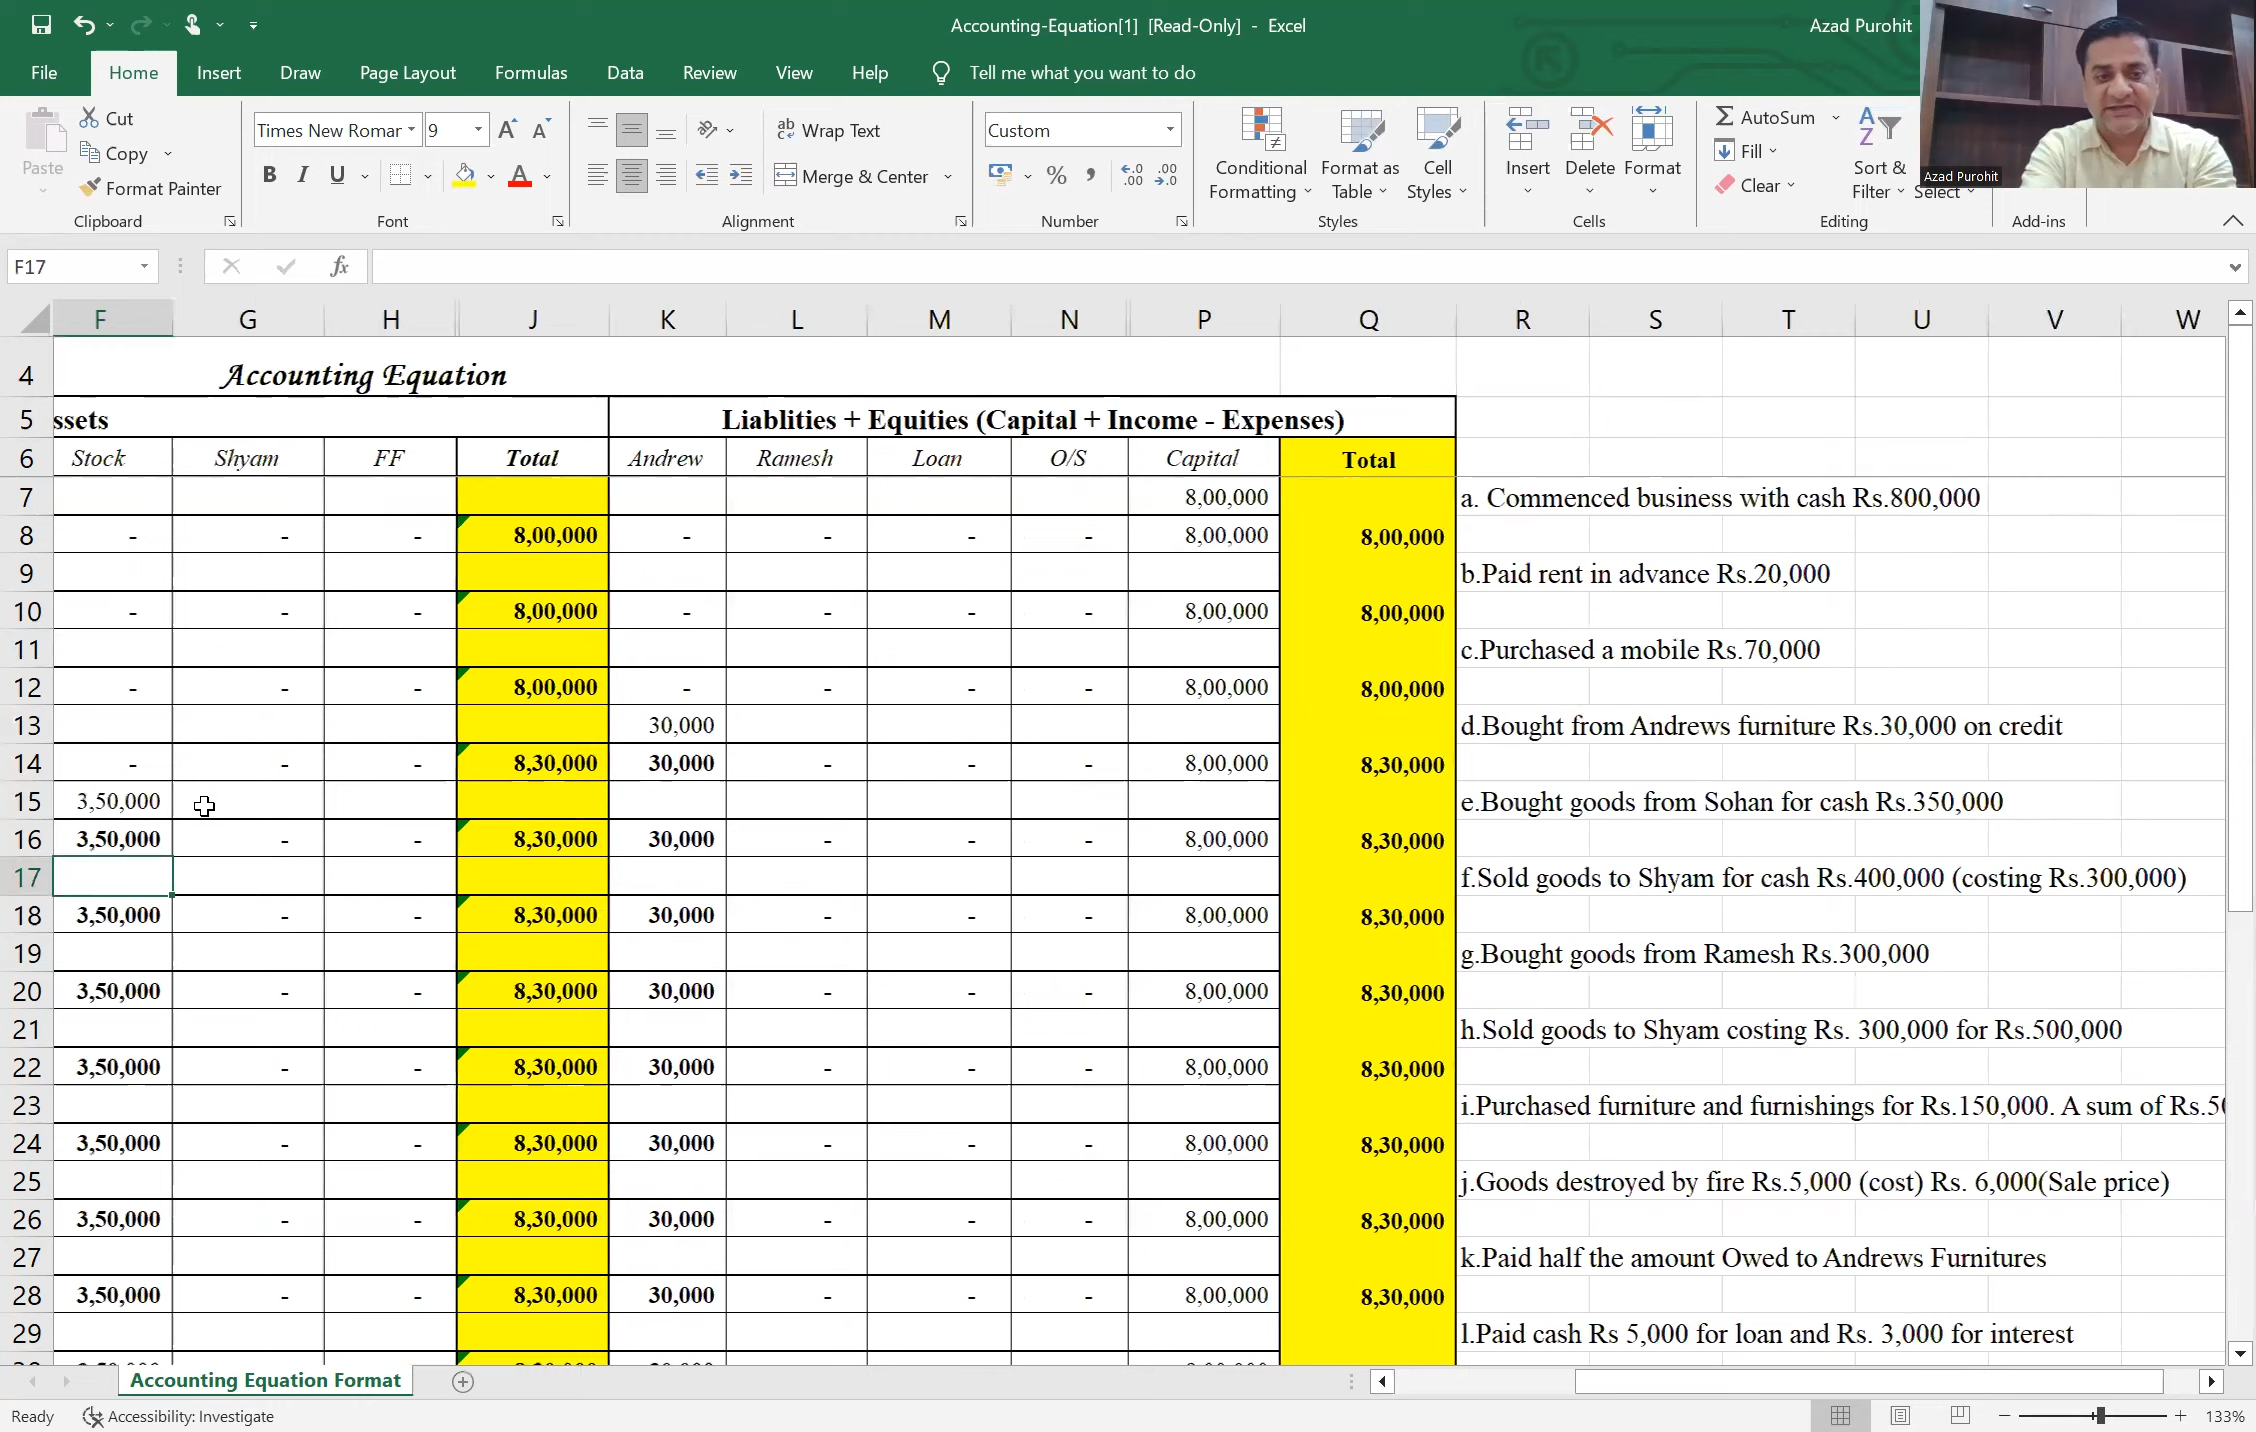 Accounting-Equation[1] [Read-Only] - Excel
Azad Purohit
File Home Insert Draw Page Layout Formulas Data Review View Help Tell me what you want to do
Paste
Cut
Copy
Format Painter
Clipboard
Times New Romar 9
B I U
Font
Wrap Text
Merge & Center
Alignment
Custom
Number
Conditional Formatting
Format as Table
Cell Styles
Styles
Insert Delete Format
Cells
AutoSum
Fill
Clear
Sort & Filter
Select
Editing
Add-ins
Azad Purohit
F17 fx
F G H J K L M N P Q R S T U V W
4 Accounting Equation
5 ssets Liablities + Equities (Capital + Income - Expenses)
6 Stock Shyam FF Total Andrew Ramesh Loan O/S Capital Total
7 8,00,000 a. Commenced business with cash Rs.800,000
8 - - - 8,00,000 - - - - 8,00,000 8,00,000
9 b.Paid rent in advance Rs.20,000
10 - - - 8,00,000 - - - - 8,00,000 8,00,000
11 c.Purchased a mobile Rs.70,000
12 - - - 8,00,000 - - - - 8,00,000 8,00,000
13 30,000 d.Bought from Andrews furniture Rs.30,000 on credit
14 - - - 8,30,000 30,000 - - - 8,00,000 8,30,000
15 3,50,000 e.Bought goods from Sohan for cash Rs.350,000
16 3,50,000 - - 8,30,000 30,000 - - - 8,00,000 8,30,000
17 f.Sold goods to Shyam for cash Rs.400,000 (costing Rs.300,000)
18 3,50,000 - - 8,30,000 30,000 - - - 8,00,000 8,30,000
19 g.Bought goods from Ramesh Rs.300,000
20 3,50,000 - - 8,30,000 30,000 - - - 8,00,000 8,30,000
21 h.Sold goods to Shyam costing Rs. 300,000 for Rs.500,000
22 3,50,000 - - 8,30,000 30,000 - - - 8,00,000 8,30,000
23 i.Purchased furniture and furnishings for Rs.150,000. A sum of Rs.5
24 3,50,000 - - 8,30,000 30,000 - - - 8,00,000 8,30,000
25 j.Goods destroyed by fire Rs.5,000 (cost) Rs. 6,000(Sale price)
26 3,50,000 - - 8,30,000 30,000 - - - 8,00,000 8,30,000
27 k.Paid half the amount Owed to Andrews Furnitures
28 3,50,000 - - 8,30,000 30,000 - - - 8,00,000 8,30,000
29 l.Paid cash Rs 5,000 for loan and Rs. 3,000 for interest
Accounting Equation Format
Ready Accessibility: Investigate 133%